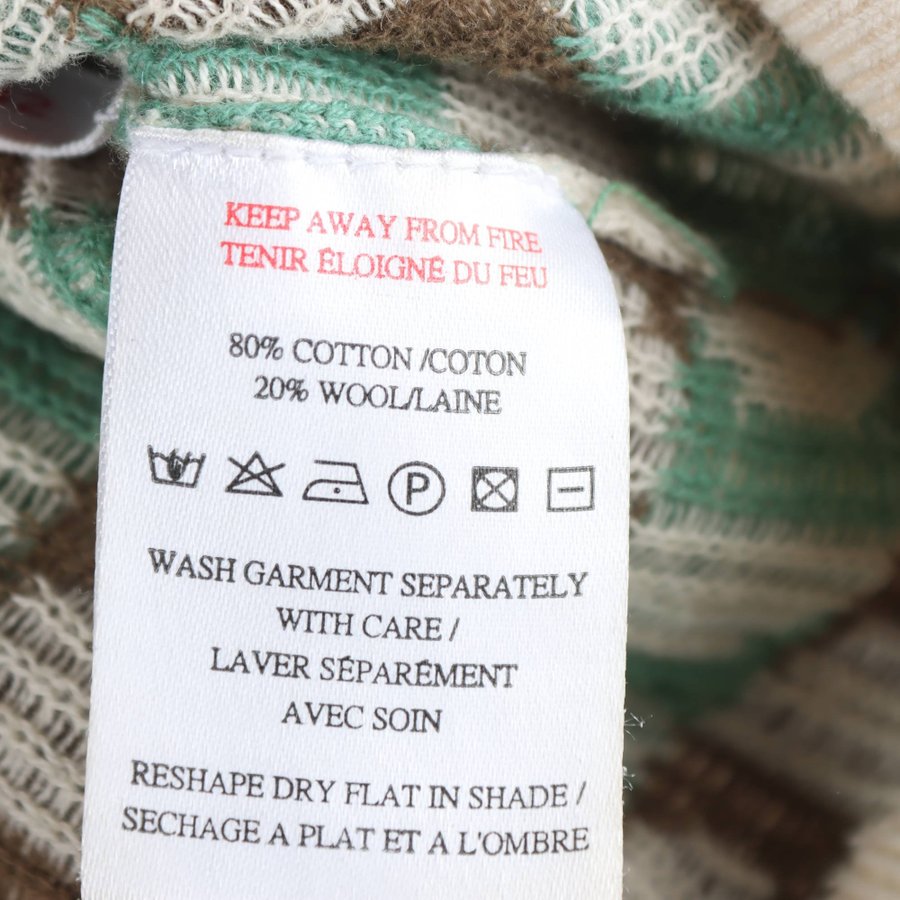 KEEP AWAY FROM FIRE
TENIR ÉLOIGNÉ DU FEU
80% COTTON /COTON
20% WOOL/LAINE
P
WASH GARMENT SEPARATELY
WITH CARE /
LAVER SÉPARÉMENT
AVEC SOIN
RESHAPE DRY FLAT IN SHADE /
SECHAGE A PLAT ET A L'OMBRE